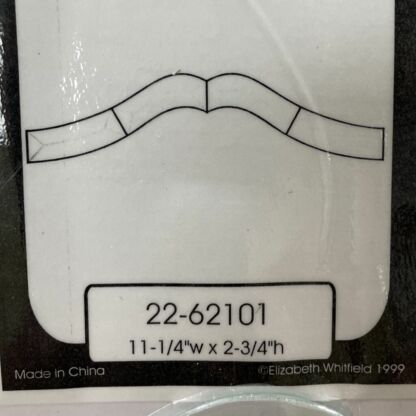 22-62101
11-1/4"w x 2-3/4"h
Made in China
©Elizabeth Whitfield 1999